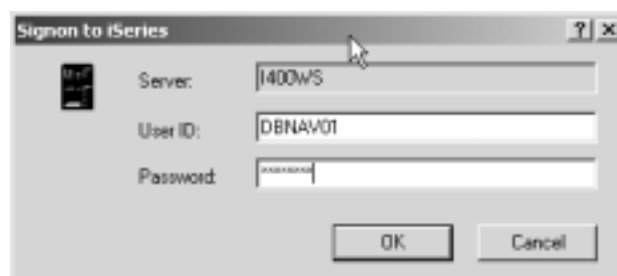 Signon to iSeries
Server: I400WS
User ID: DBNAV01
Password: ********
OK Cancel